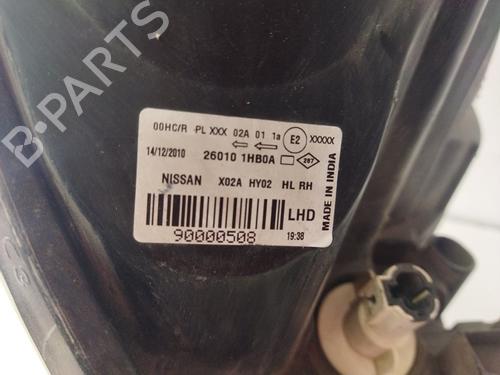 00HC/R PL XXX 02A 01 1a E2 XXXXX
14/12/2010 26010 1HB0A 287
NISSAN X02A HY02 HL RH
LHD
90000508 19:38
MADE IN INDIA
B-PARTS